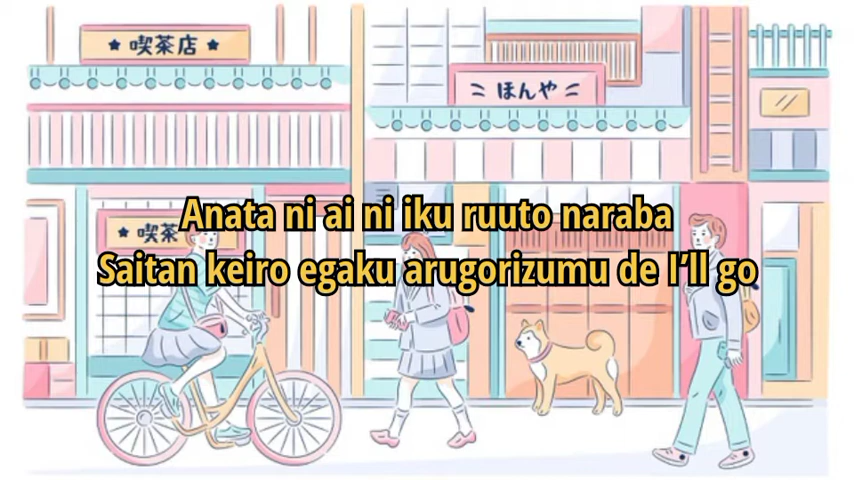 ★ 喫茶店 ★
ほんや
★ 喫茶
Anata ni ai ni iku ruuto naraba
Saitan keiro egaku arugorizumu de I'll go